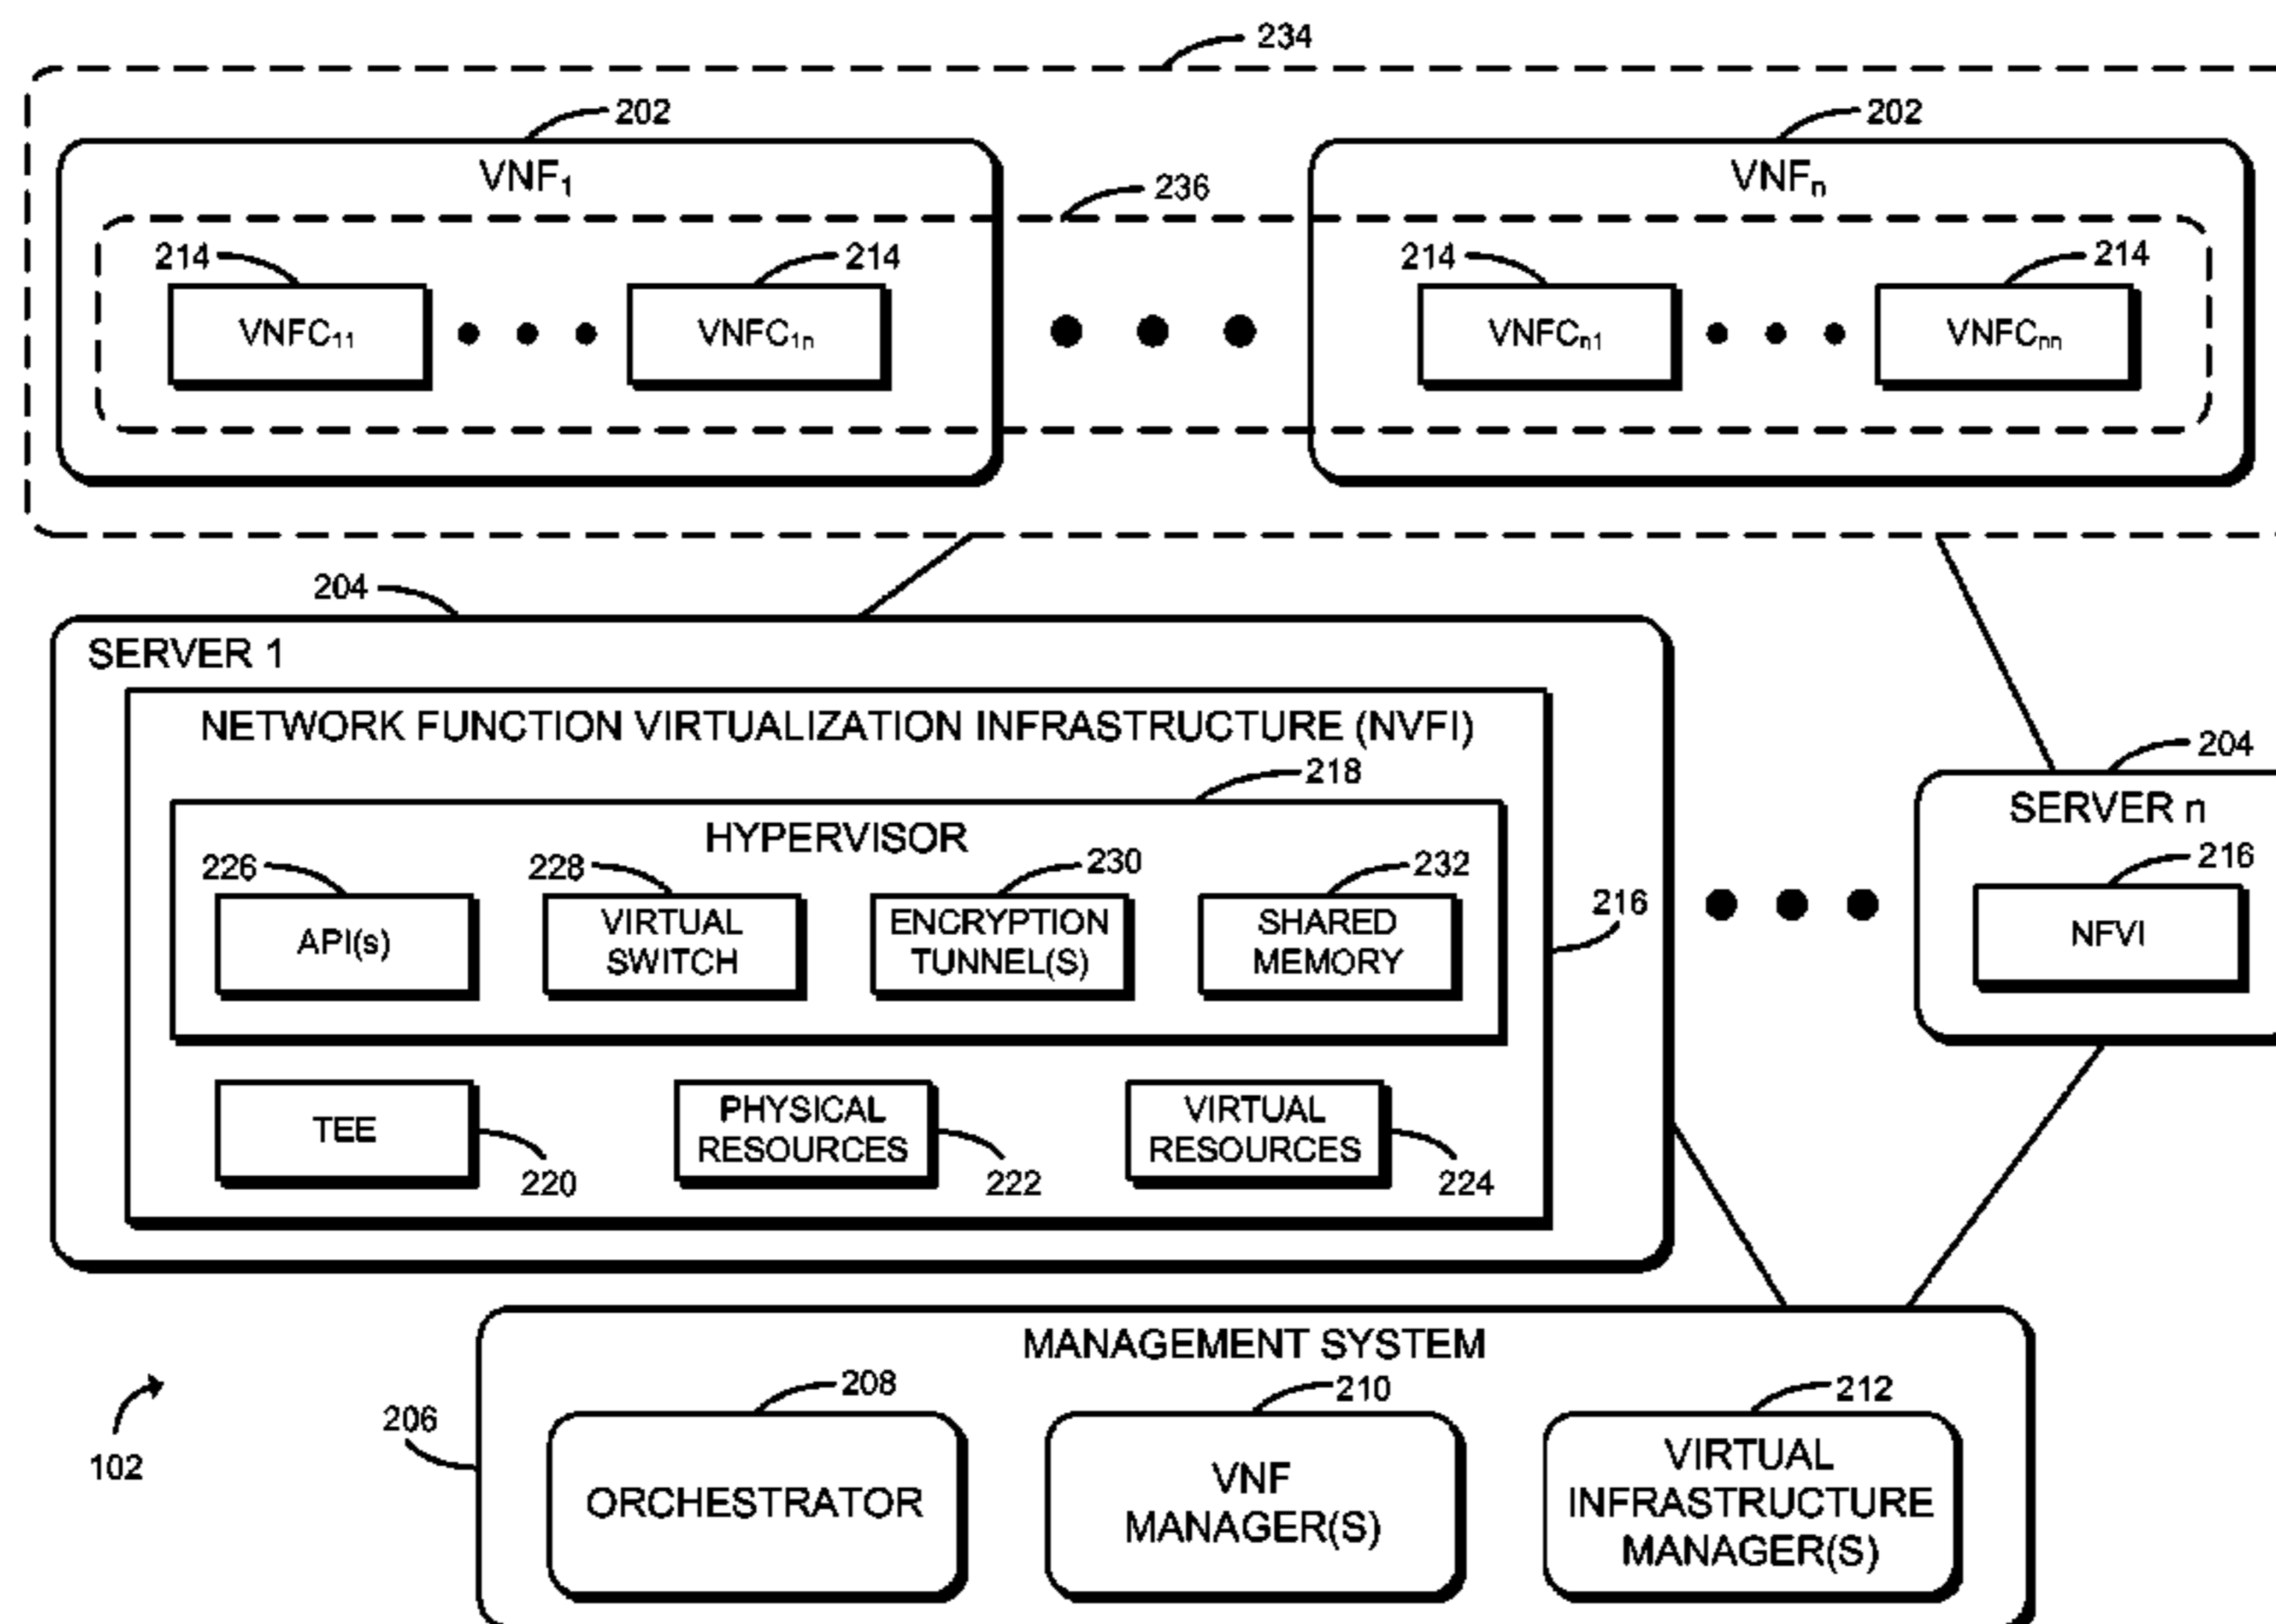 234
202
202
VNF₁
VNFₙ
236
214
214
214
214
VNFC₁₁
VNFC₁ₙ
VNFCₙ₁
VNFCₙₙ
204
SERVER 1
NETWORK FUNCTION VIRTUALIZATION INFRASTRUCTURE (NVFI)
218
204
HYPERVISOR
SERVER n
226
228
230
232
216
API(s)
VIRTUAL
SWITCH
ENCRYPTION
TUNNEL(S)
SHARED
MEMORY
216
NFVI
TEE
PHYSICAL
RESOURCES
VIRTUAL
RESOURCES
220
222
224
MANAGEMENT SYSTEM
208
210
212
206
102
ORCHESTRATOR
VNF
MANAGER(S)
VIRTUAL
INFRASTRUCTURE
MANAGER(S)